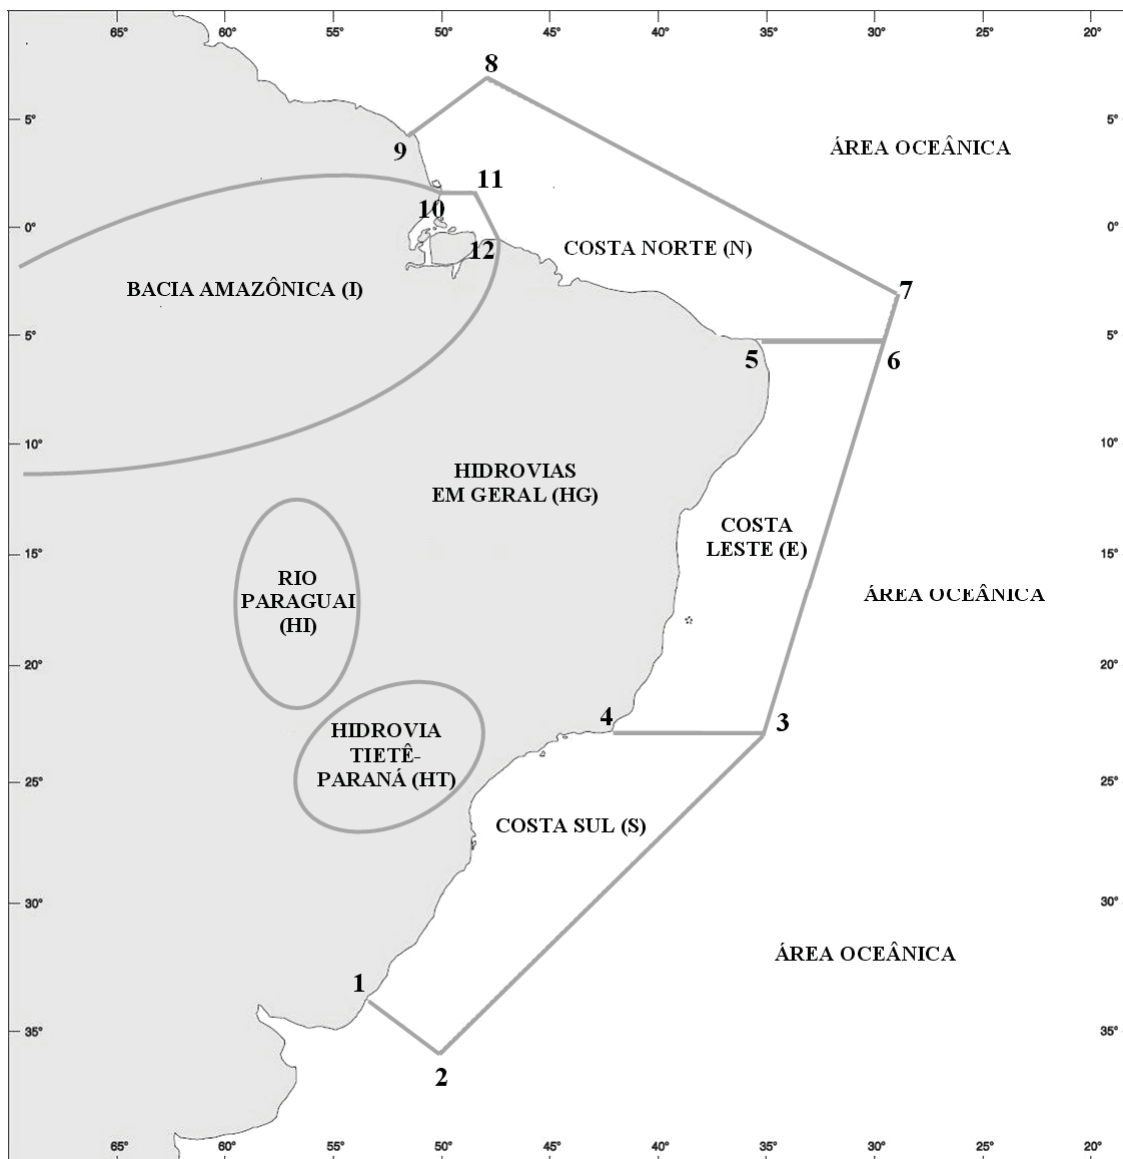 65° 60° 55° 50° 45° 40° 35° 30° 25° 20°
8
5° 5°
9
ÁREA OCEÂNICA
11
10
0° 0°
12
COSTA NORTE (N)
BACIA AMAZÔNICA (I)
7
5° 5°
5
6
10° 10°
HIDROVIAS
EM GERAL (HG)
COSTA
LESTE (E)
15° 15°
RIO
PARAGUAI
(HI)
ÁREA OCEÂNICA
20° 20°
4
3
HIDROVIA
TIETÊ-
PARANÁ (HT)
25° 25°
COSTA SUL (S)
30° 30°
ÁREA OCEÂNICA
1
35° 35°
2
65° 60° 55° 50° 45° 40° 35° 30° 25° 20°